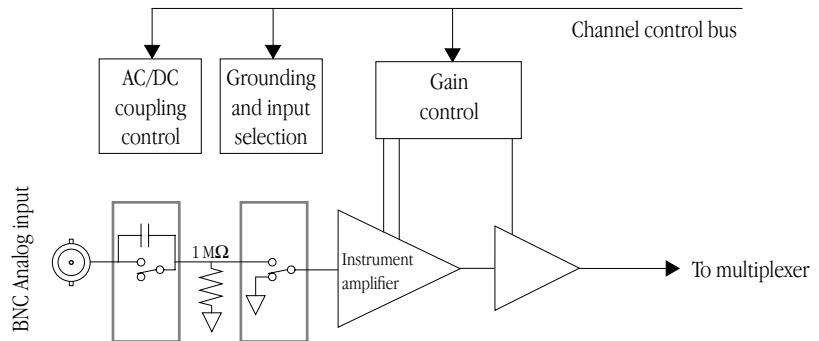 Channel control bus
AC/DC
coupling
control
Grounding
and input
selection
Gain
control
BNC Analog input
1 MΩ
Instrument
amplifier
To multiplexer